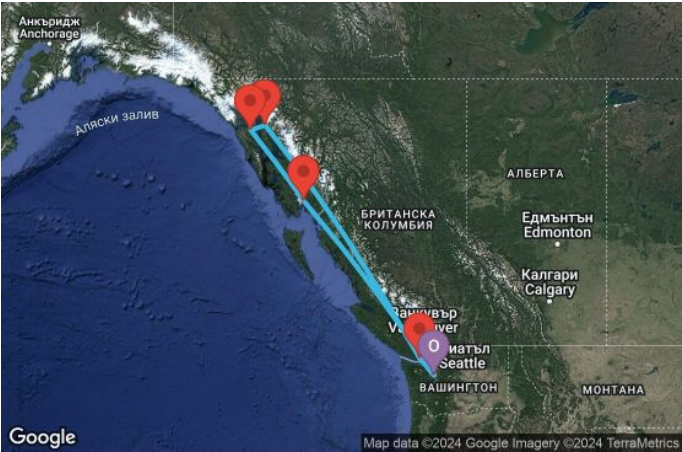 Анкъридж
Anchorage
Аляски залив
АЛБЕРТА
БРИТАНСКА
КОЛУМБИЯ
Едмънтън
Edmonton
Калгари
Calgary
O
Seattle
ВАШИНГТОН
МОНТАНА
Google
Map data ©2024 Google Imagery ©2024 TerraMetrics